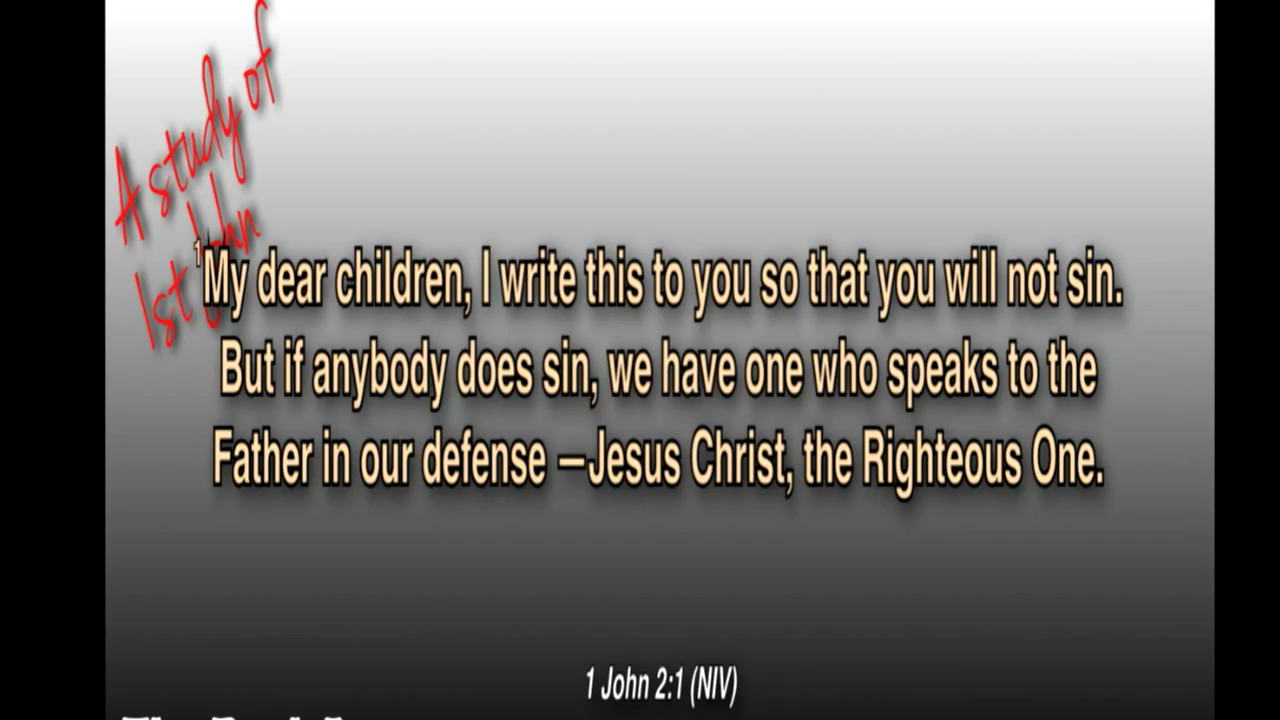 A study of
1st John
¹My dear children, I write this to you so that you will not sin.
But if anybody does sin, we have one who speaks to the
Father in our defense –Jesus Christ, the Righteous One.
1 John 2:1 (NIV)